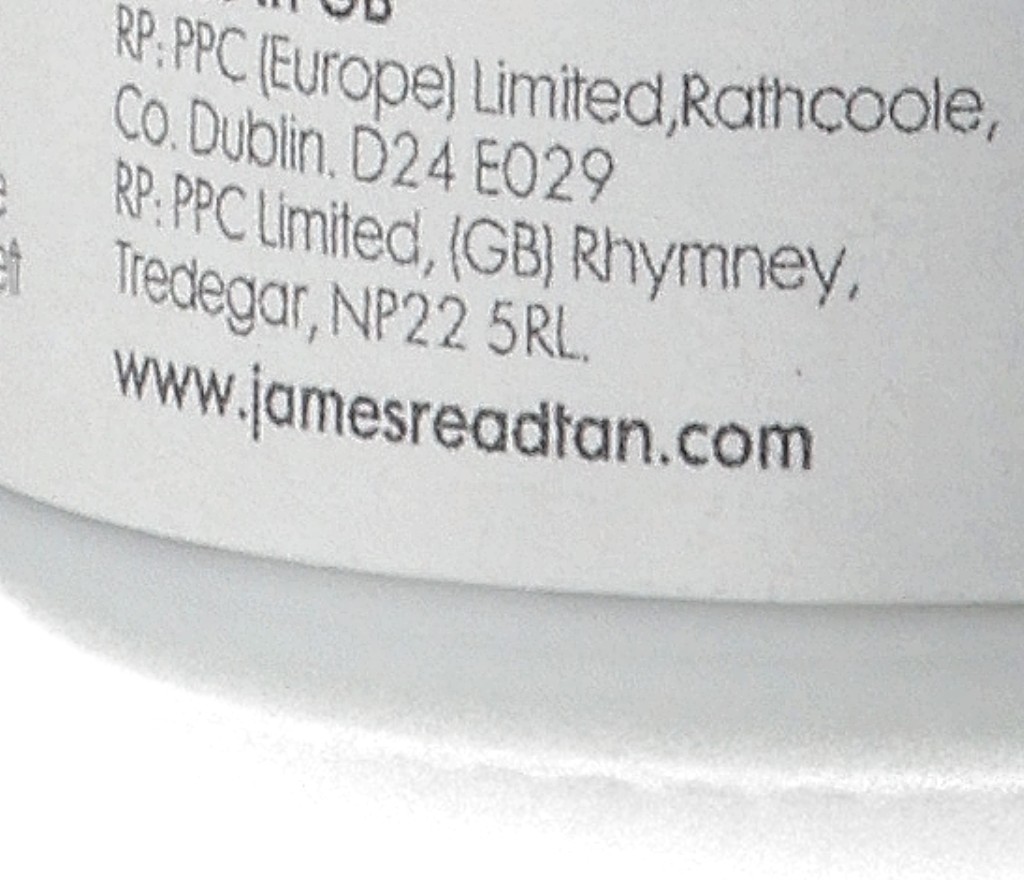 GB
RP: PPC (Europe) Limited,Rathcoole,
Co. Dublin. D24 E029
RP: PPC Limited, (GB) Rhymney,
Tredegar, NP22 5RL.
www.jamesreadtan.com